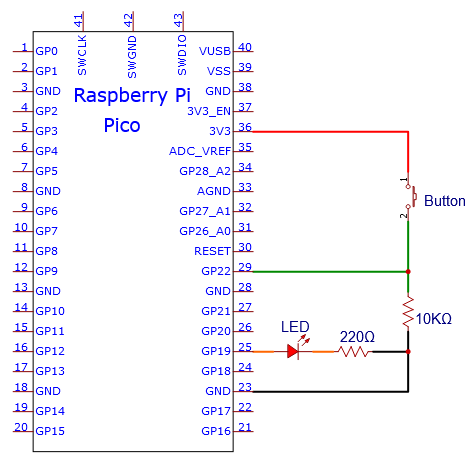 41
42
43
SWCLK
SWGND
SWDIO
1 GP0 VUSB 40
2 GP1 VSS 39
3 GND GND 38
Raspberry Pi
4 GP2 3V3_EN 37
Pico
5 GP3 3V3 36
6 GP4 ADC_VREF 35
7 GP5 GP28_A2 34
1
8 GND AGND 33
Button
9 GP6 GP27_A1 32
2
10 GP7 GP26_A0 31
11 GP8 RESET 30
12 GP9 GP22 29
13 GND GND 28
14 GP10 GP21 27
10KΩ
15 GP11 GP20 26
LED
220Ω
16 GP12 GP19 25
17 GP13 GP18 24
18 GND GND 23
19 GP14 GP17 22
20 GP15 GP16 21